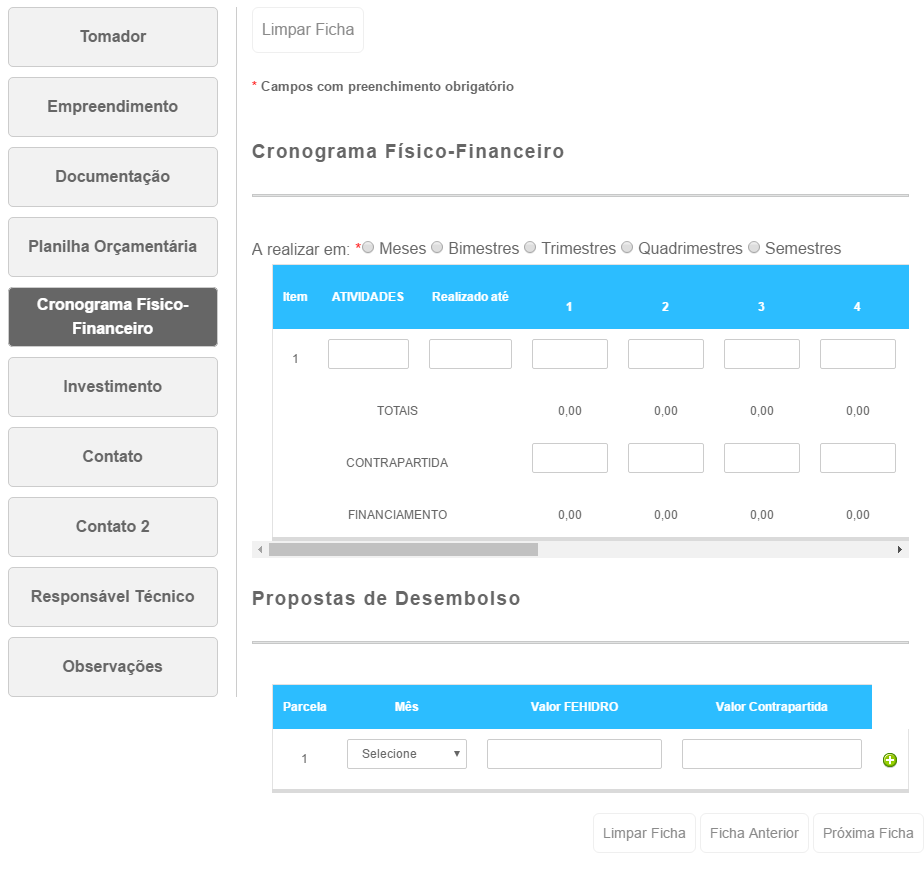 Tomador
Empreendimento
Documentação
Planilha Orçamentária
Cronograma Físico-
Financeiro
Investimento
Contato
Contato 2
Responsável Técnico
Observações
Limpar Ficha
* Campos com preenchimento obrigatório
Cronograma Físico-Financeiro
A realizar em: * Meses Bimestres Trimestres Quadrimestres Semestres
Item ATIVIDADES Realizado até 1 2 3 4
1
TOTAIS 0,00 0,00 0,00 0,00
CONTRAPARTIDA
FINANCIAMENTO 0,00 0,00 0,00 0,00
Propostas de Desembolso
Parcela Mês Valor FEHIDRO Valor Contrapartida
1 Selecione
Limpar Ficha Ficha Anterior Próxima Ficha